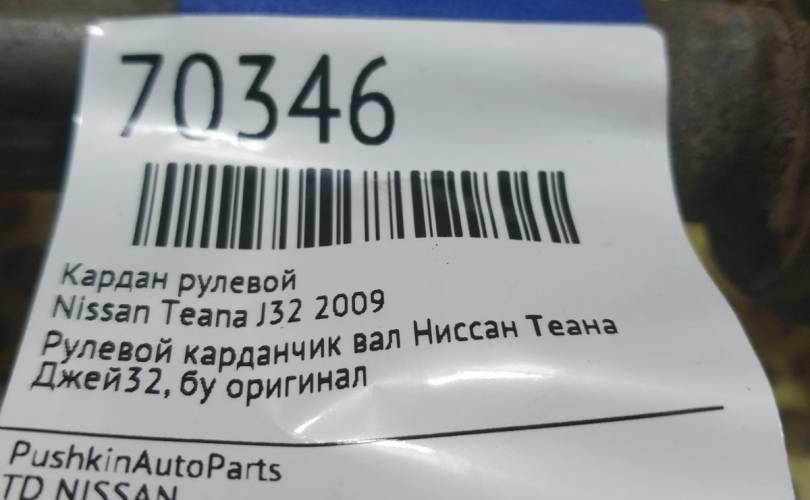 70346
Кардан рулевой
Nissan Teana J32 2009
Рулевой карданчик вал Ниссан Теана
Джей32, бу оригинал
PushkinAutoParts
TD NISSAN